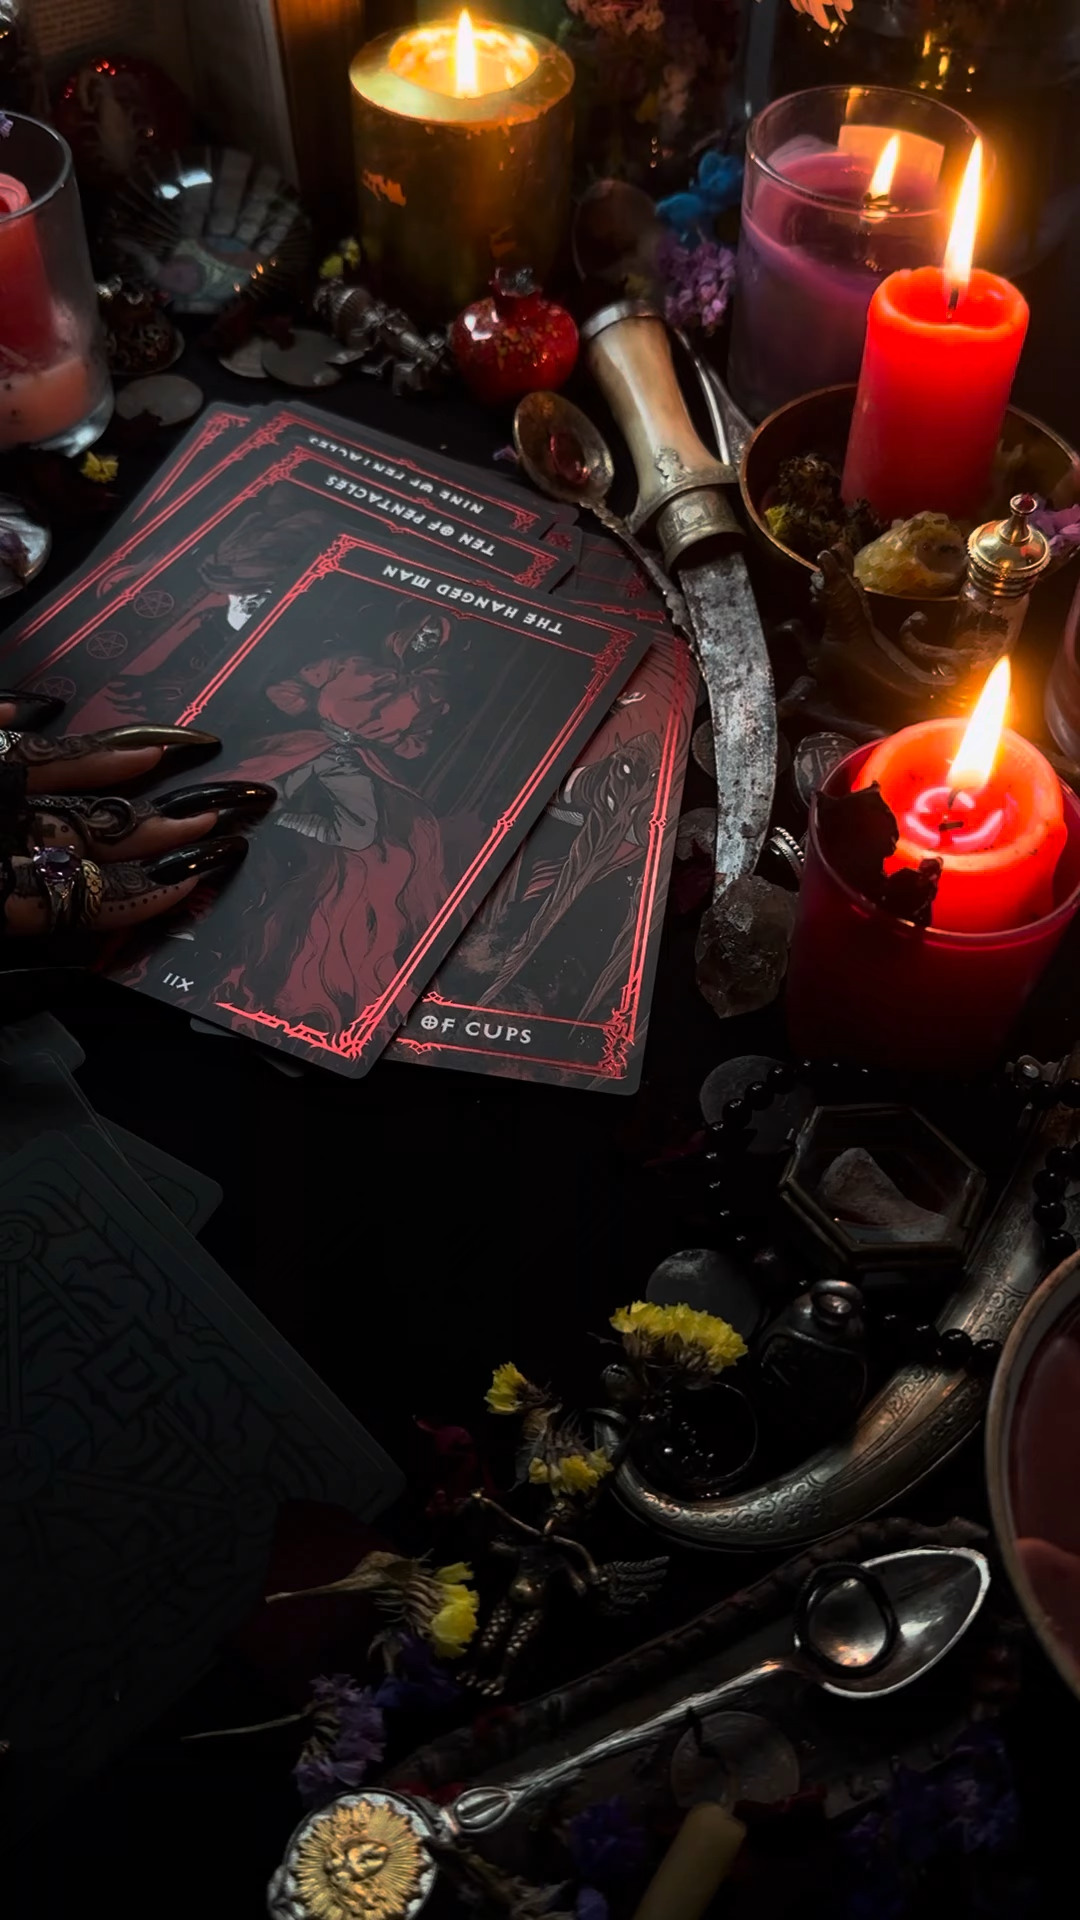 NINE OF PENTACLES
TEN OF PENTACLES
THE HANGED MAN
XII
OF CUPS